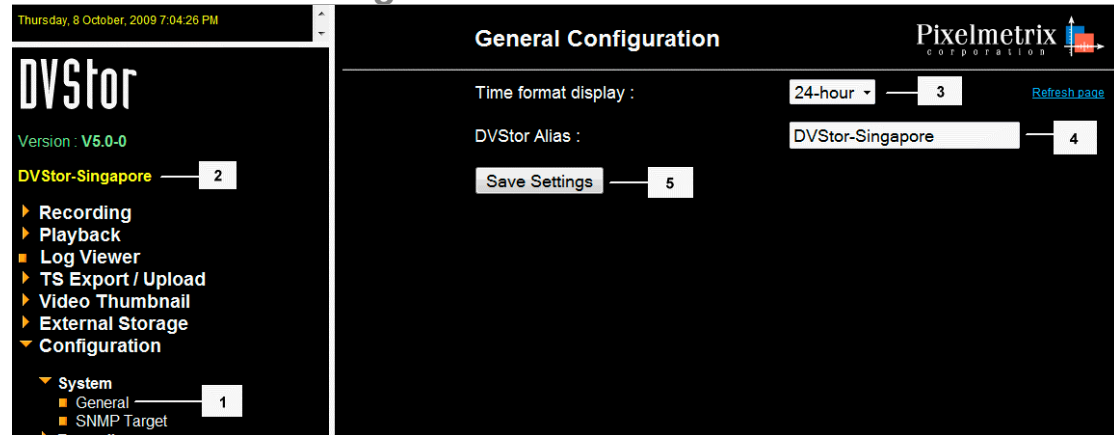 Thursday, 8 October, 2009 7:04:26 PM
DVStor
Version : V5.0-0
DVStor-Singapore
2
Recording
Playback
Log Viewer
TS Export / Upload
Video Thumbnail
External Storage
Configuration
System
General
1
SNMP Target
General Configuration
Pixelmetrix
corporation
Time format display :
24-hour
3
Refresh page
DVStor Alias :
DVStor-Singapore
4
Save Settings
5